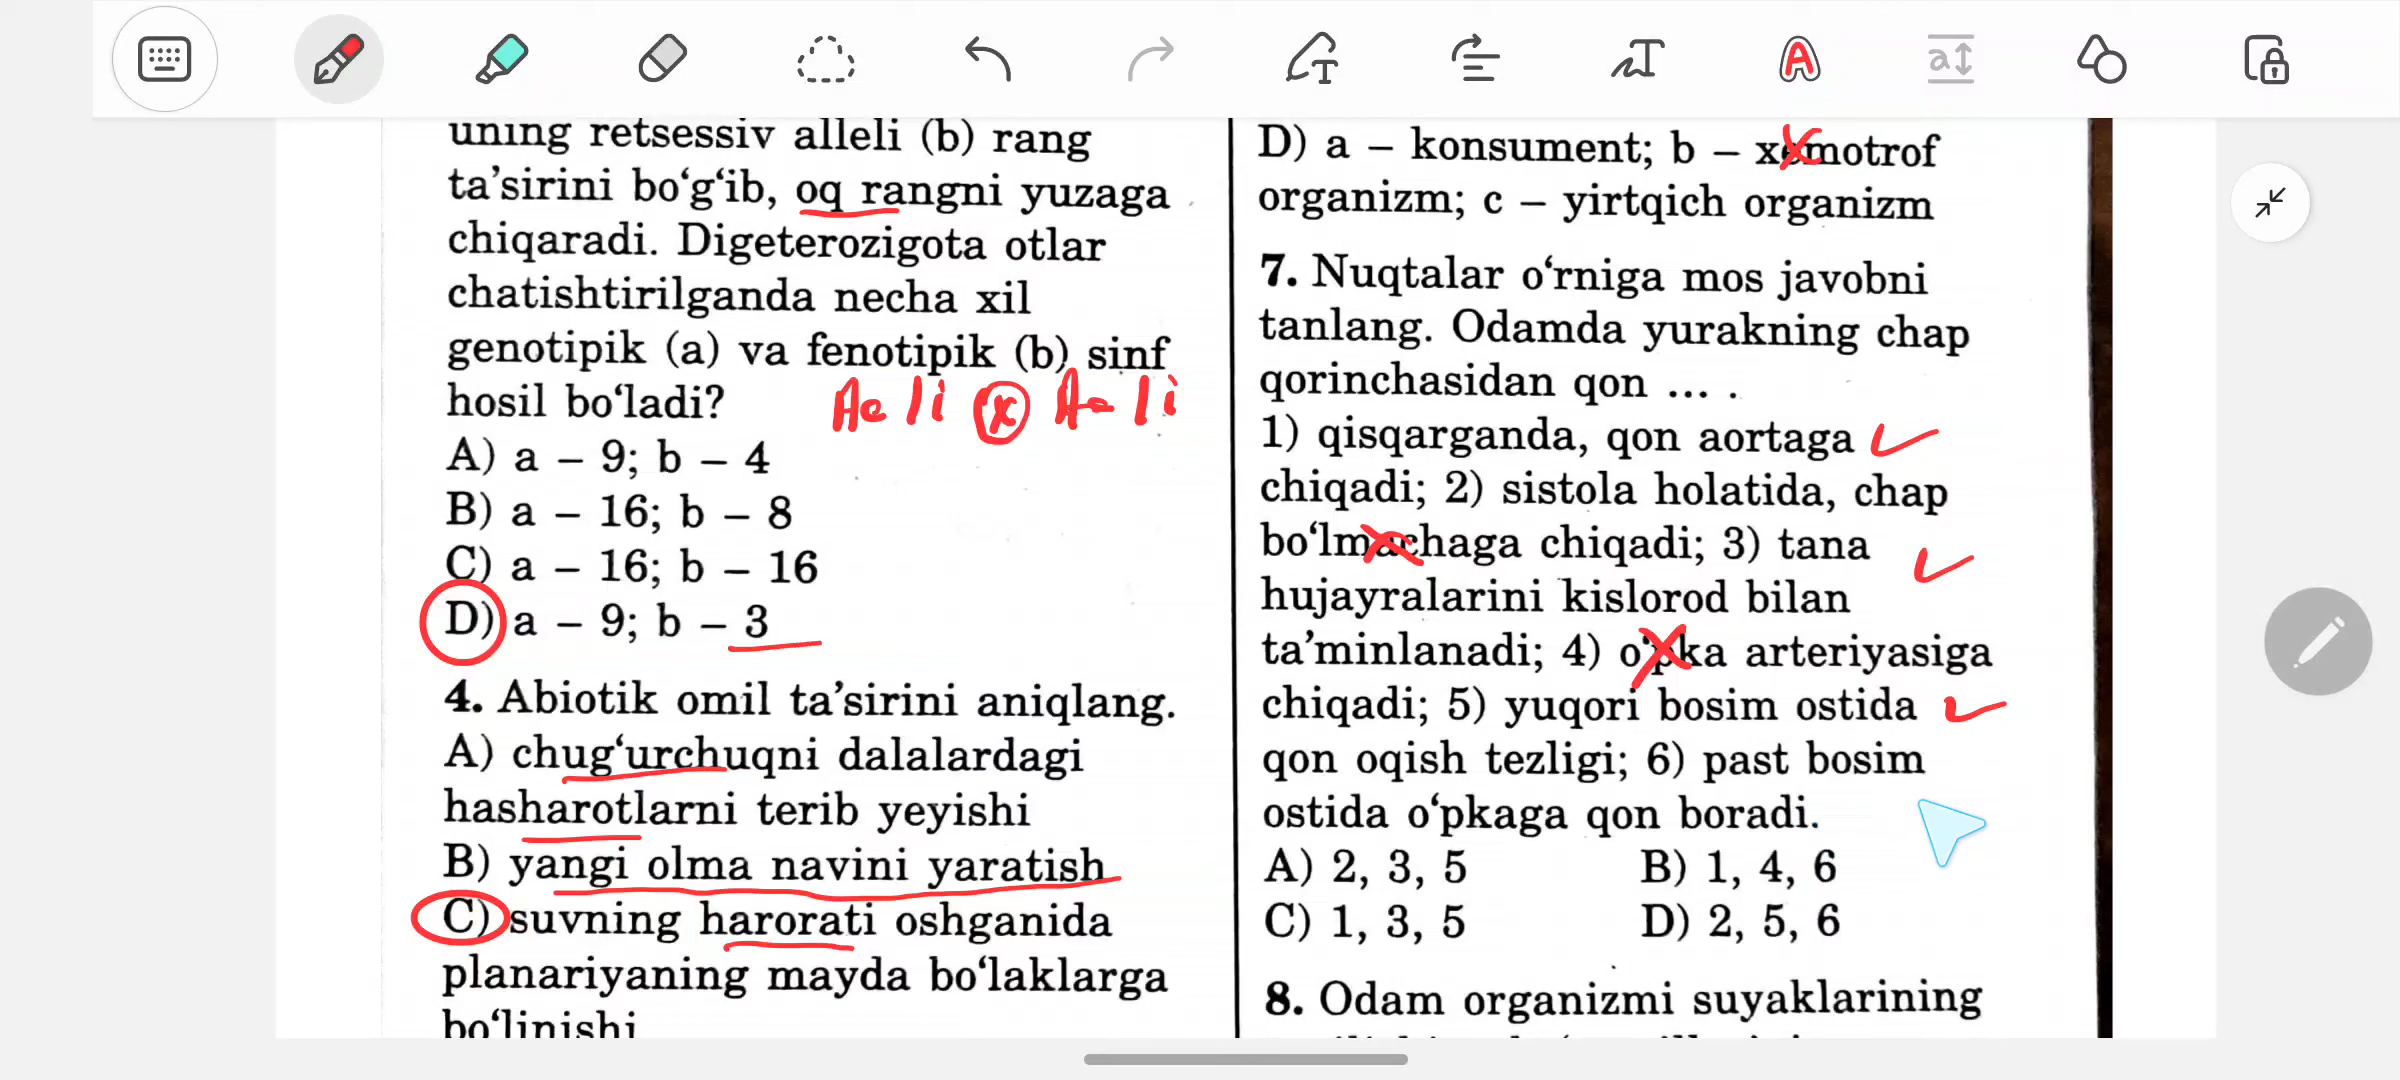 uning retsessiv alleli (b) rang
ta’sirini bo‘g‘ib, oq rangni yuzaga
chiqaradi. Digeterozigota otlar
chatishtirilganda necha xil
genotipik (a) va fenotipik (b) sinf
hosil bo‘ladi?
A) a – 9; b – 4
B) a – 16; b – 8
C) a – 16; b – 16
D) a – 9; b – 3
4. Abiotik omil ta’sirini aniqlang.
A) chug‘urchuqni dalalardagi
hasharotlarni terib yeyishi
B) yangi olma navini yaratish
C) suvning harorati oshganida
planariyaning mayda bo‘laklarga
bo‘linishi
D) a – konsument; b – xemotrof
organizm; c – yirtqich organizm
7. Nuqtalar o‘rniga mos javobni
tanlang. Odamda yurakning chap
qorinchasidan qon ... .
1) qisqarganda, qon aortaga
chiqadi; 2) sistola holatida, chap
bo‘lmachaga chiqadi; 3) tana
hujayralarini kislorod bilan
ta’minlanadi; 4) o‘pka arteriyasiga
chiqadi; 5) yuqori bosim ostida
qon oqish tezligi; 6) past bosim
ostida o‘pkaga qon boradi.
A) 2, 3, 5 B) 1, 4, 6
C) 1, 3, 5 D) 2, 5, 6
8. Odam organizmi suyaklarining